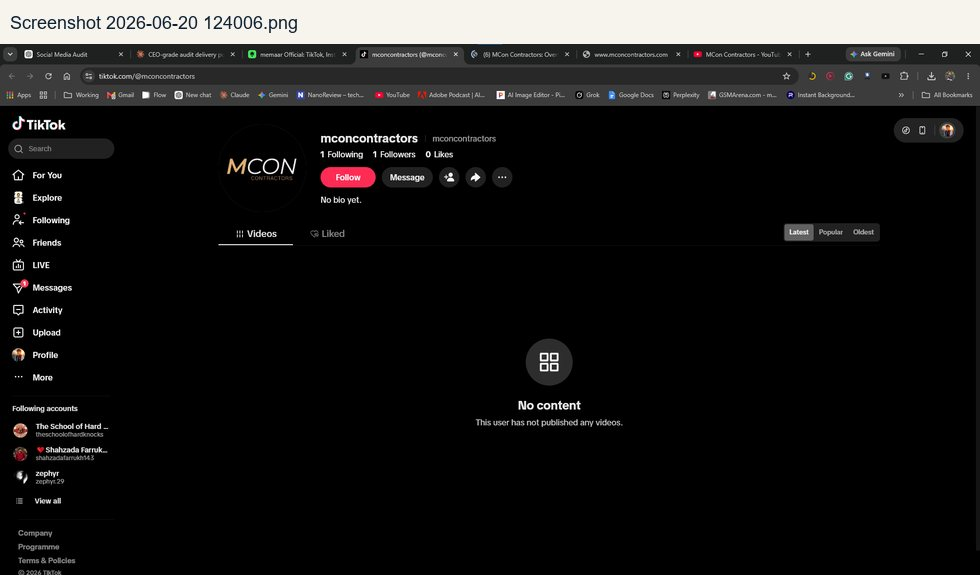 Screenshot 2026-06-20 124006.png
Social Media Audit
CEO-grade audit delivery p
memaar Official: TikTok, Ins
mconcontractors (@mconc
(6) MCon Contractors: Over
www.mconcontractors.com
MCon Contractors - YouTu
Ask Gemini
tiktok.com/@mconcontractors
Apps
Working
Gmail
Flow
New chat
Claude
Gemini
NanoReview – tech...
YouTube
Adobe Podcast | AI...
AI Image Editor - Pi...
Grok
Google Docs
Perplexity
GSMArena.com - m...
Instant Background...
All Bookmarks
TikTok
Search
For You
Explore
Following
Friends
LIVE
1
Messages
Activity
Upload
Profile
More
Following accounts
The School of Hard ...
theschoolofhardknocks
Shahzada Farruk...
shahzadafarrukh143
zephyr
zephyr.29
View all
Company
Programme
Terms & Policies
© 2026 TikTok
MCON
CONTRACTORS
mconcontractors
mconcontractors
1 Following 1 Followers 0 Likes
Follow
Message
No bio yet.
Videos
Liked
Latest
Popular
Oldest
No content
This user has not published any videos.